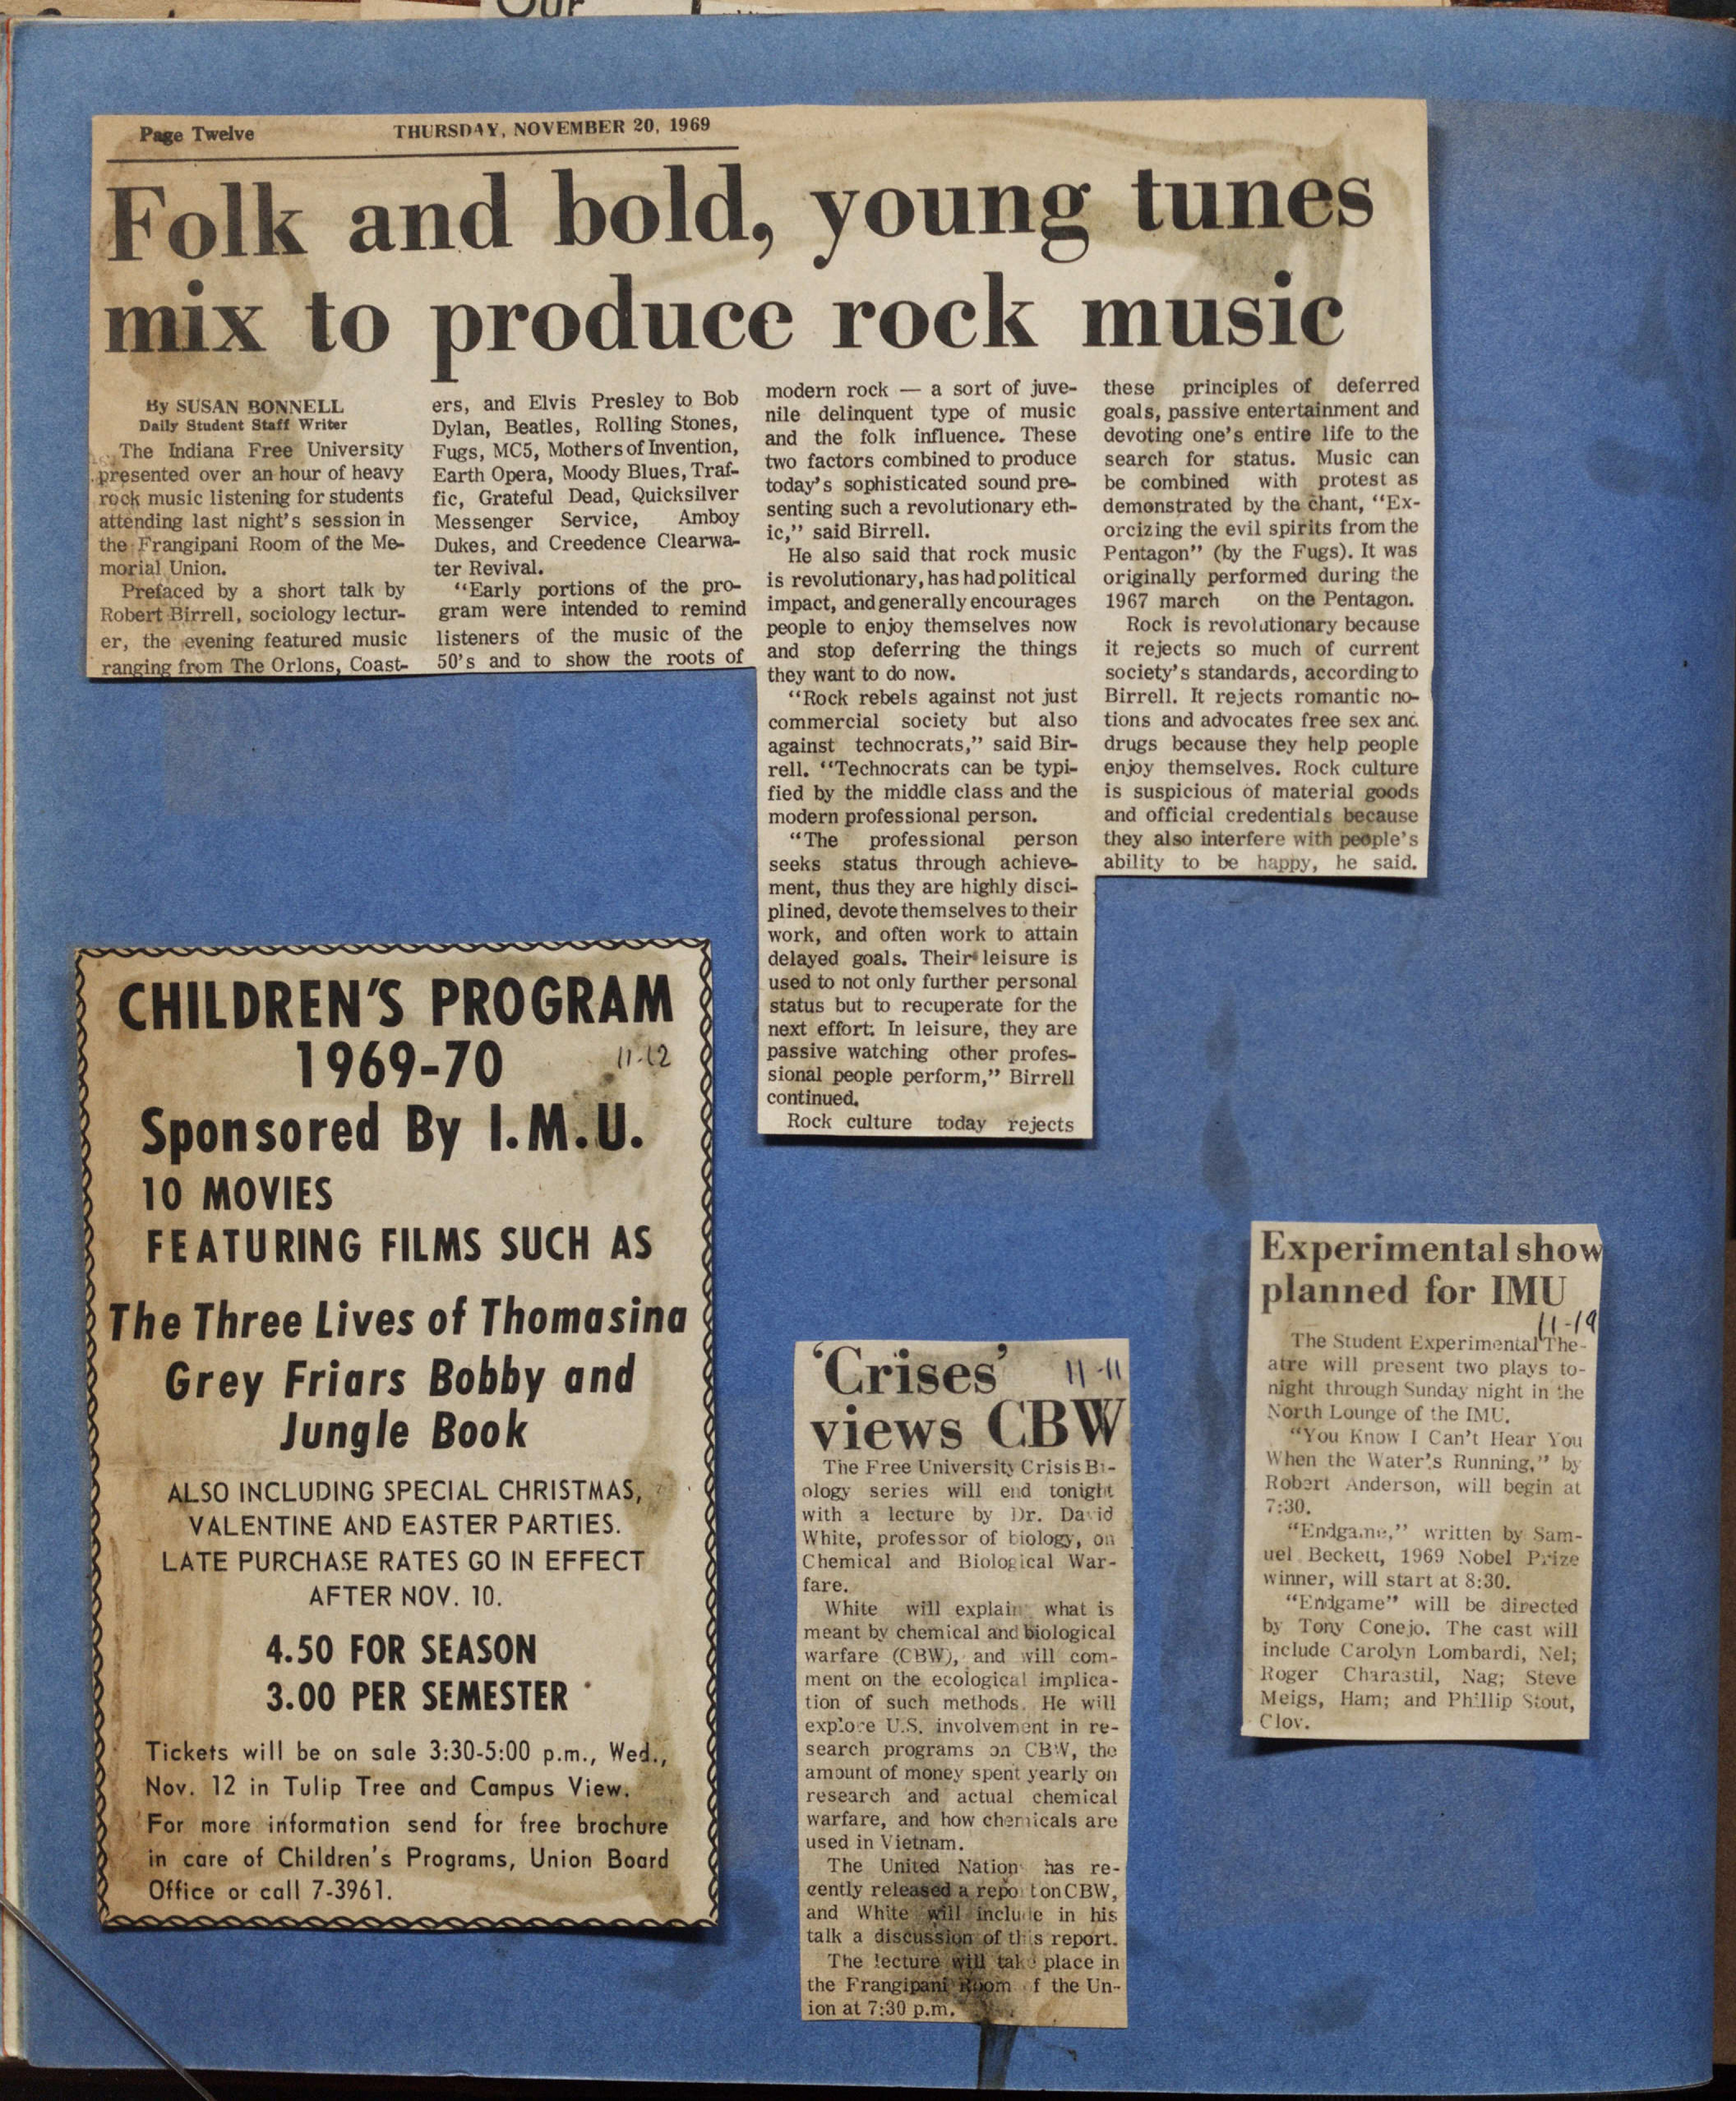 Our
Page Twelve THURSDAY, NOVEMBER 20, 1969
Folk and bold, young tunes
mix to produce rock music
By SUSAN BONNELL
Daily Student Staff Writer
The Indiana Free University
presented over an hour of heavy
rock music listening for students
attending last night's session in
the Frangipani Room of the Me-
morial Union.
Prefaced by a short talk by
Robert Birrell, sociology lectur-
er, the evening featured music
ranging from The Orlons, Coast-
ers, and Elvis Presley to Bob
Dylan, Beatles, Rolling Stones,
Fugs, MC5, Mothers of Invention,
Earth Opera, Moody Blues, Traf-
fic, Grateful Dead, Quicksilver
Messenger Service, Amboy
Dukes, and Creedence Clearwa-
ter Revival.
"Early portions of the pro-
gram were intended to remind
listeners of the music of the
50's and to show the roots of
modern rock — a sort of juve-
nile delinquent type of music
and the folk influence. These
two factors combined to produce
today's sophisticated sound pre-
senting such a revolutionary eth-
ic," said Birrell.
He also said that rock music
is revolutionary, has had political
impact, and generally encourages
people to enjoy themselves now
and stop deferring the things
they want to do now.
"Rock rebels against not just
commercial society but also
against technocrats," said Bir-
rell. "Technocrats can be typi-
fied by the middle class and the
modern professional person.
"The professional person
seeks status through achieve-
ment, thus they are highly disci-
plined, devote themselves to their
work, and often work to attain
delayed goals. Their leisure is
used to not only further personal
status but to recuperate for the
next effort. In leisure, they are
passive watching other profes-
sional people perform," Birrell
continued.
Rock culture today rejects
these principles of deferred
goals, passive entertainment and
devoting one's entire life to the
search for status. Music can
be combined with protest as
demonstrated by the chant, "Ex-
orcizing the evil spirits from the
Pentagon" (by the Fugs). It was
originally performed during the
1967 march on the Pentagon.
Rock is revolutionary because
it rejects so much of current
society's standards, according to
Birrell. It rejects romantic no-
tions and advocates free sex and
drugs because they help people
enjoy themselves. Rock culture
is suspicious of material goods
and official credentials because
they also interfere with people's
ability to be happy, he said.
CHILDREN'S PROGRAM
1969-70 11-12
Sponsored By I.M.U.
10 MOVIES
FEATURING FILMS SUCH AS
The Three Lives of Thomasina
Grey Friars Bobby and
Jungle Book
ALSO INCLUDING SPECIAL CHRISTMAS,
VALENTINE AND EASTER PARTIES.
LATE PURCHASE RATES GO IN EFFECT
AFTER NOV. 10.
4.50 FOR SEASON
3.00 PER SEMESTER
Tickets will be on sale 3:30-5:00 p.m., Wed.,
Nov. 12 in Tulip Tree and Campus View.
For more information send for free brochure
in care of Children's Programs, Union Board
Office or call 7-3961.
'Crises' 11-11
views CBW
The Free University Crisis Bi-
ology series will end tonight
with a lecture by Dr. David
White, professor of biology, on
Chemical and Biological War-
fare.
White will explain what is
meant by chemical and biological
warfare (CBW), and will com-
ment on the ecological implica-
tion of such methods. He will
explore U.S. involvement in re-
search programs on CBW, the
amount of money spent yearly on
research and actual chemical
warfare, and how chemicals are
used in Vietnam.
The United Nation has re-
cently released a report on CBW,
and White will include in his
talk a discussion of this report.
The lecture will take place in
the Frangipani Room of the Un-
ion at 7:30 p.m.
Experimental show
planned for IMU
11-19
The Student Experimental The-
atre will present two plays to-
night through Sunday night in the
North Lounge of the IMU.
"You Know I Can't Hear You
When the Water's Running," by
Robert Anderson, will begin at
7:30.
"Endgame," written by Sam-
uel Beckett, 1969 Nobel Prize
winner, will start at 8:30.
"Endgame" will be directed
by Tony Conejo. The cast will
include Carolyn Lombardi, Nel;
Roger Charastil, Nag; Steve
Meigs, Ham; and Phillip Stout,
Clov.